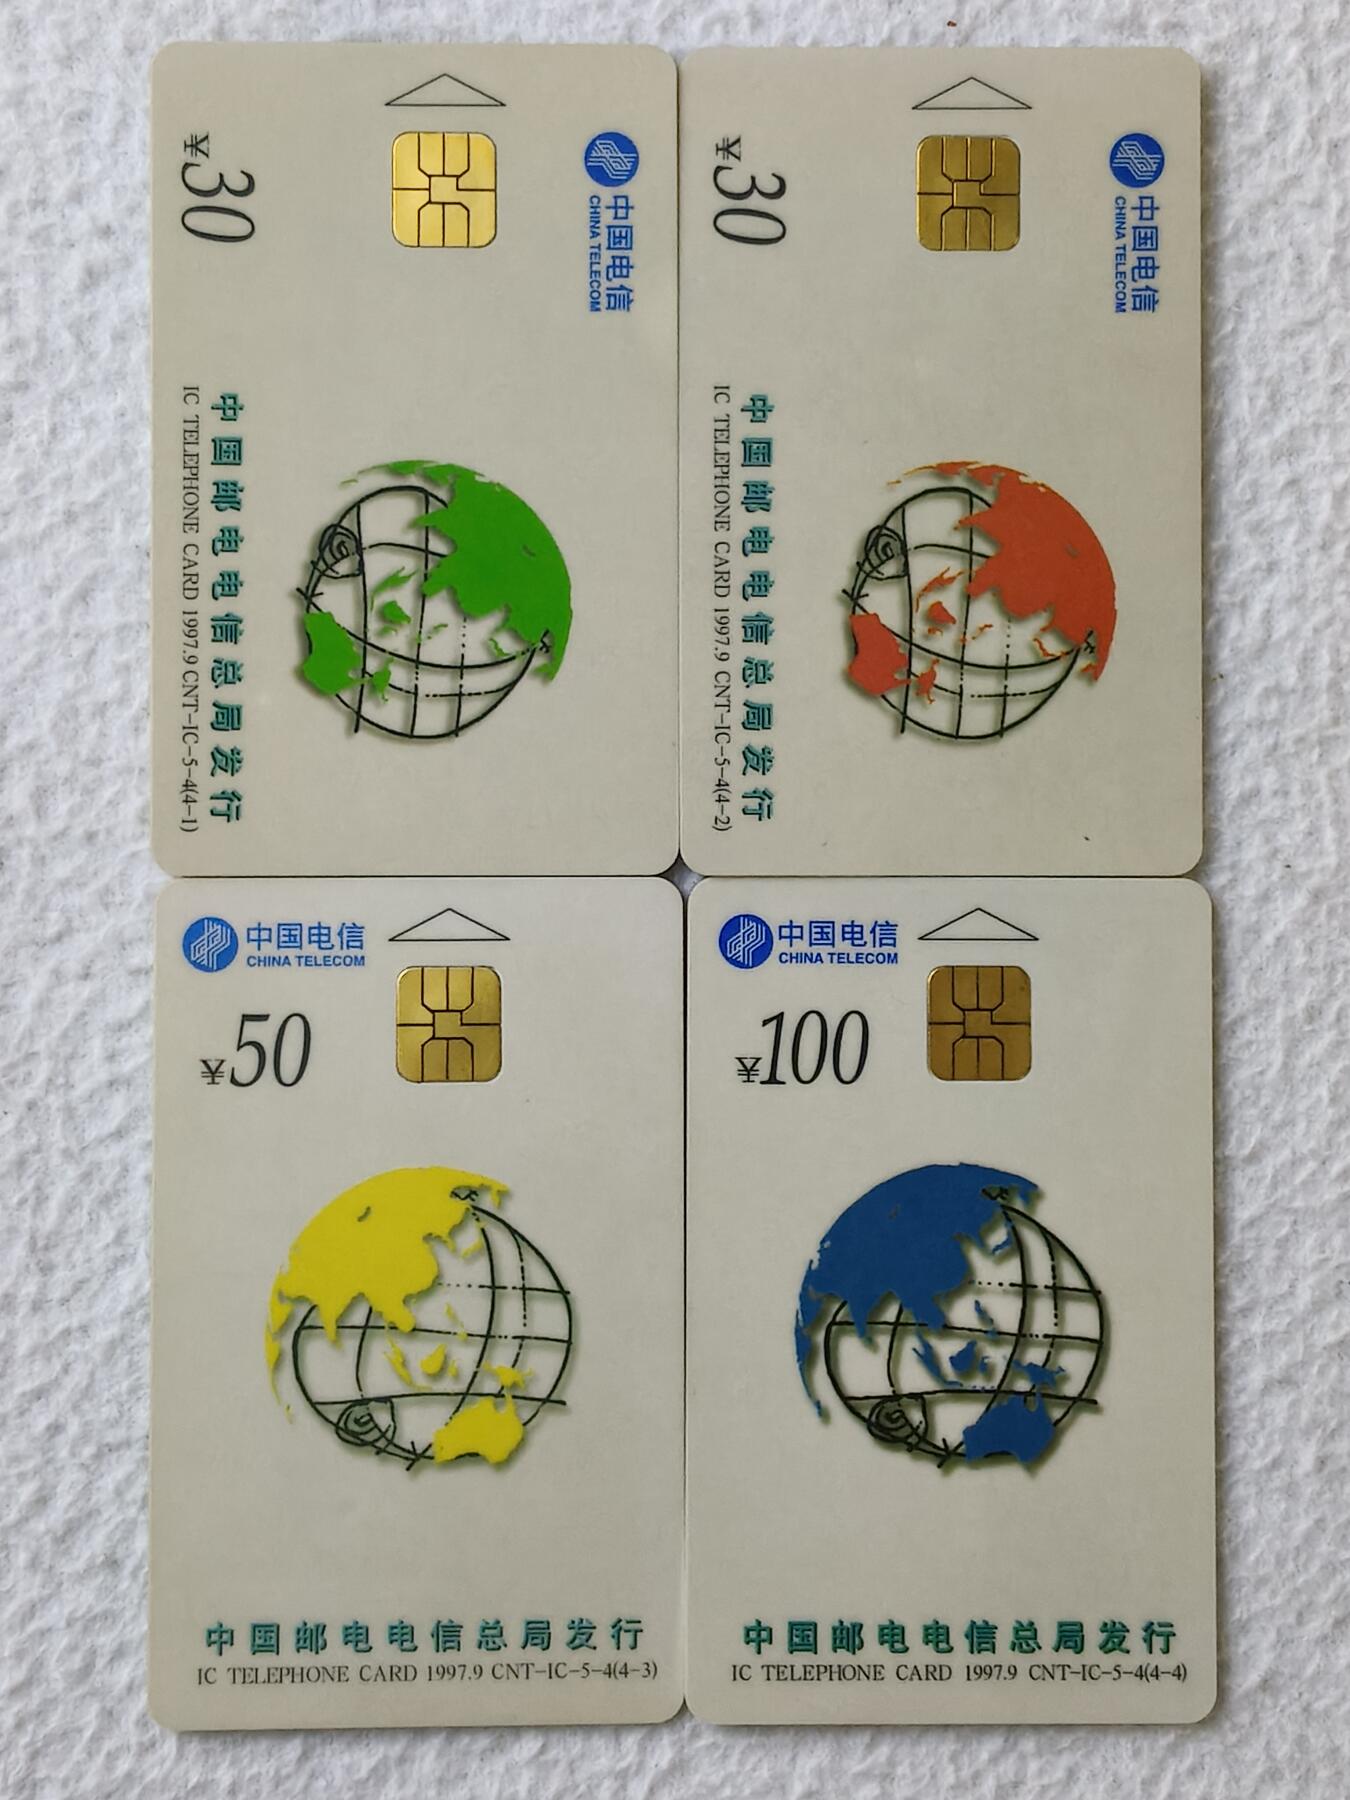 中国电信
CHINA TELECOM
¥30
中国邮电电信总局发行
IC TELEPHONE CARD 1997.9 CNT-IC-5-4(4-1)
中国电信
CHINA TELECOM
¥30
中国邮电电信总局发行
IC TELEPHONE CARD 1997.9 CNT-IC-5-4(4-2)
中国电信
CHINA TELECOM
¥50
中国邮电电信总局发行
IC TELEPHONE CARD 1997.9 CNT-IC-5-4(4-3)
中国电信
CHINA TELECOM
¥100
中国邮电电信总局发行
IC TELEPHONE CARD 1997.9 CNT-IC-5-4(4-4)